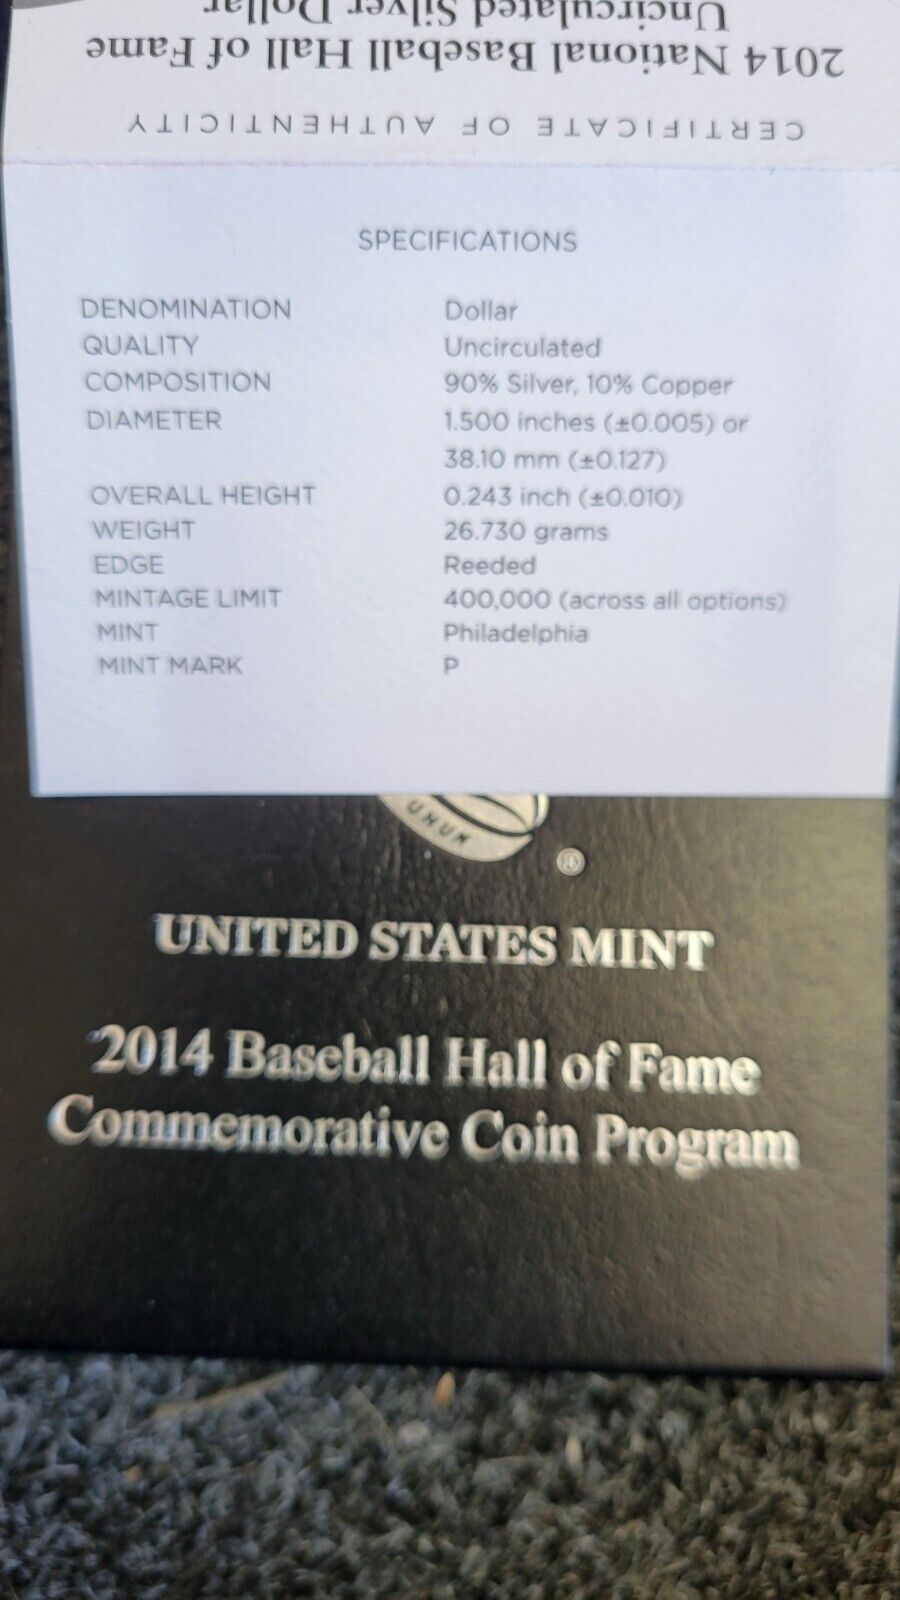 Uncirculated Silver Dollar
2014 National Baseball Hall of Fame
CERTIFICATE OF AUTHENTICITY
SPECIFICATIONS
DENOMINATION Dollar
QUALITY Uncirculated
COMPOSITION 90% Silver, 10% Copper
DIAMETER 1.500 inches (±0.005) or
38.10 mm (±0.127)
OVERALL HEIGHT 0.243 inch (±0.010)
WEIGHT 26.730 grams
EDGE Reeded
MINTAGE LIMIT 400,000 (across all options)
MINT Philadelphia
MINT MARK P
®
UNITED STATES MINT
2014 Baseball Hall of Fame
Commemorative Coin Program